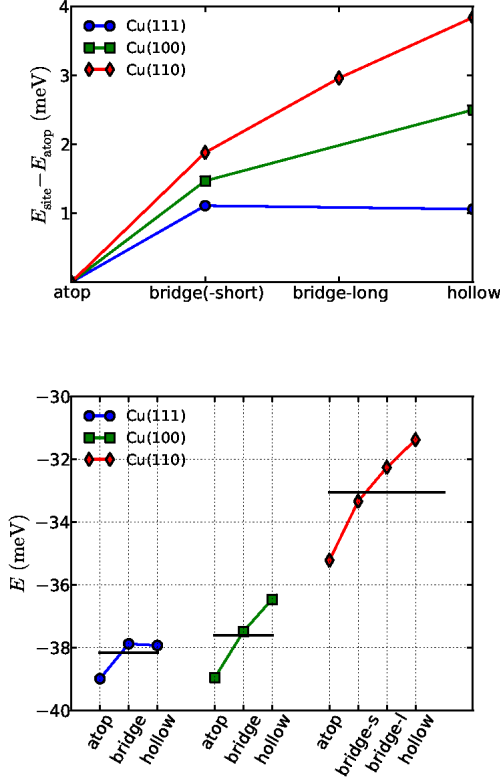 4
Cu(111)
Cu(100)
Cu(110)
3
2
1
E_site−E_atop (meV)
atop bridge(-short) bridge-long hollow
−30
Cu(111)
Cu(100)
Cu(110)
−32
−34
−36
−38
−40
E (meV)
atop bridge hollow atop bridge hollow atop bridge-s bridge-l hollow